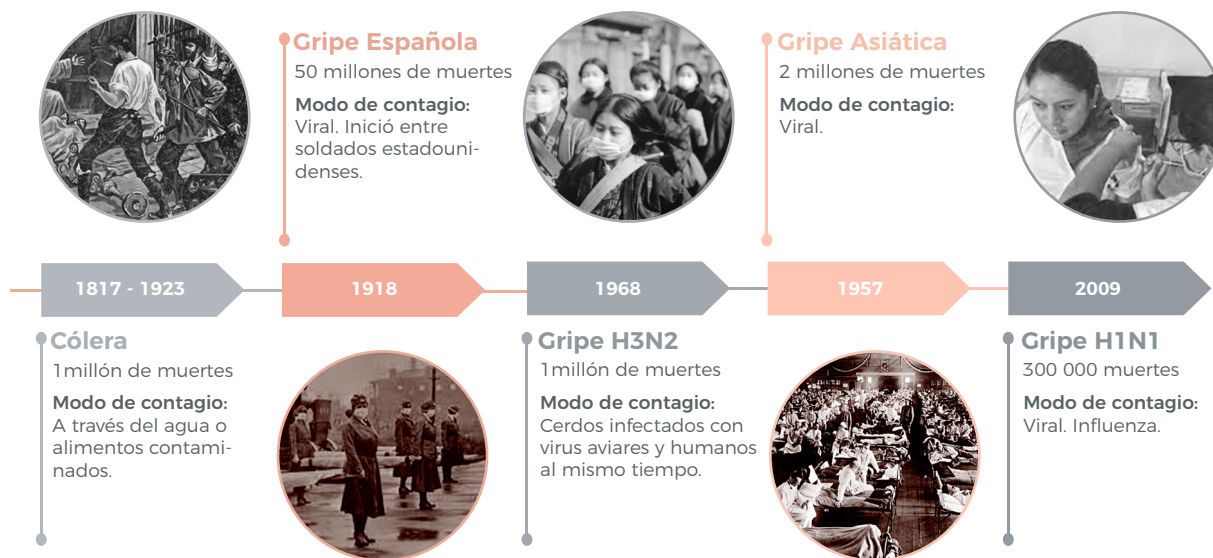 Gripe Española
50 millones de muertes
Modo de contagio:
Viral. Inició entre
soldados estadouni-
denses.
Gripe Asiática
2 millones de muertes
Modo de contagio:
Viral.
1817 - 1923
1918
1968
1957
2009
Cólera
1millón de muertes
Modo de contagio:
A través del agua o
alimentos contami-
nados.
Gripe H3N2
1millón de muertes
Modo de contagio:
Cerdos infectados con
virus aviares y humanos
al mismo tiempo.
Gripe H1N1
300 000 muertes
Modo de contagio:
Viral. Influenza.